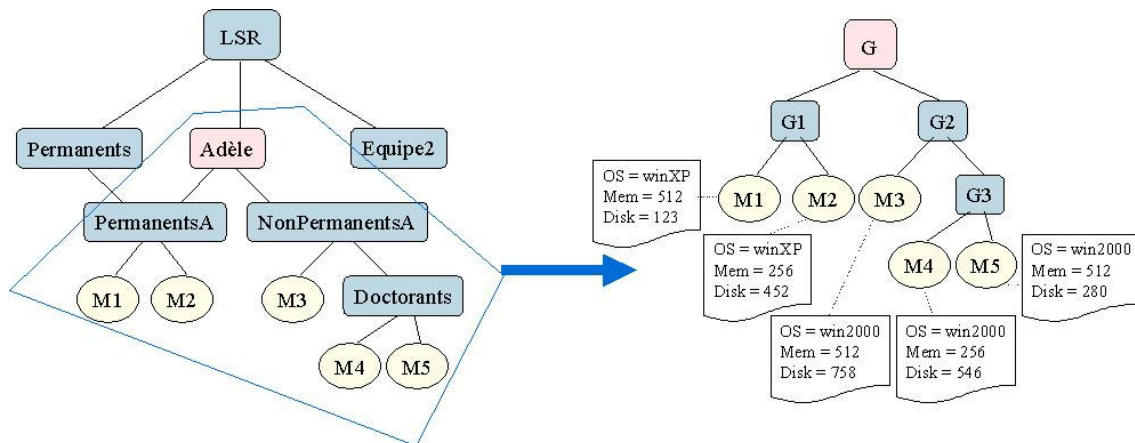 LSR
Permanents
Adèle
Equipe2
PermanentsA
NonPermanentsA
M1
M2
M3
Doctorants
M4
M5
G
G1
G2
M1
M2
M3
G3
M4
M5
OS = winXP
Mem = 512
Disk = 123
OS = winXP
Mem = 256
Disk = 452
OS = win2000
Mem = 512
Disk = 758
OS = win2000
Mem = 256
Disk = 546
OS = win2000
Mem = 512
Disk = 280